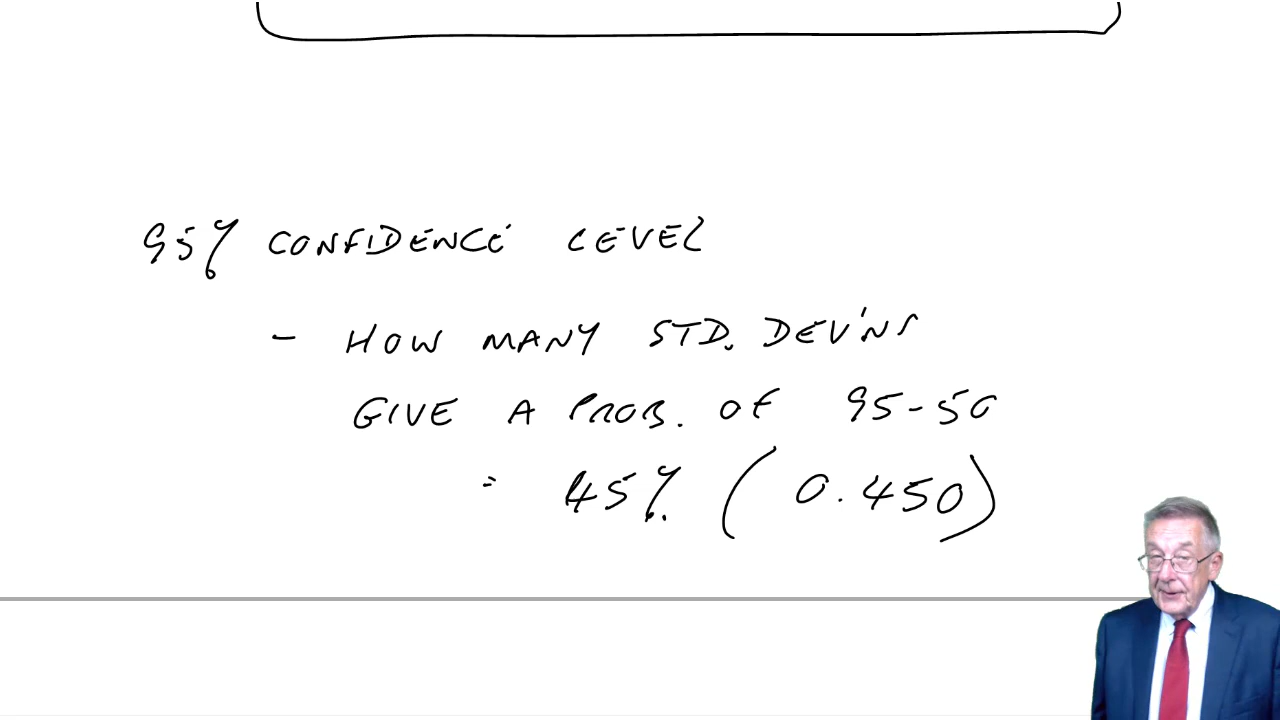 95% CONFIDENCE LEVEL
- HOW MANY STD. DEV'NS
GIVE A PROB. OF 95-50
= 45% (0.450)